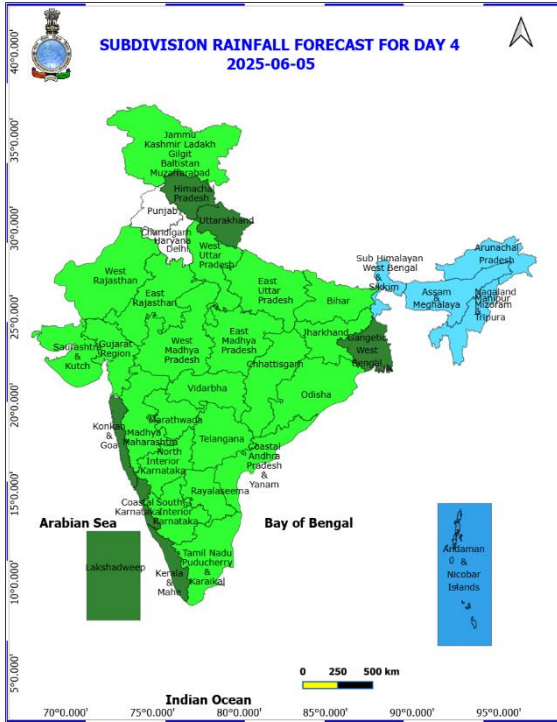 SUBDIVISION RAINFALL FORECAST FOR DAY 4
2025-06-05
40°0.000'
35°0.000'
30°0.000'
25°0.000'
20°0.000'
15°0.000'
10°0.000'
5°0.000'
Jammu
Kashmir Ladakh
Gilgit
Baltistan
Muzaffarabad
Himachal
Pradesh
Punjab
Uttarakhand
Chandigarh
Haryana
Delhi
West
Uttar
Pradesh
Arunachal
Pradesh
Sub Himalayan
West Bengal
&
Sikkim
West
Rajasthan
East
Rajasthan
East
Uttar
Pradesh
Bihar
Assam
&
Meghalaya
Nagaland
Manipur
Mizoram
&
Tripura
Saurashtra
&
Kutch
Gujarat
Region
West
Madhya
Pradesh
East
Madhya
Pradesh
Jharkhand
Gangetic
West
Bengal
Chhattisgarh
Vidarbha
Odisha
Konkan
&
Goa
Marathwada
Madhya
Maharashtra
Telangana
North
Interior
Karnataka
Coastal
Andhra
Pradesh
&
Yanam
Rayalaseema
Coastal
Karnataka
South
Interior
Karnataka
Arabian Sea
Bay of Bengal
Lakshadweep
Kerala
&
Mahe
Tamil Nadu
Puducherry
&
Karaikal
Andaman
&
Nicobar
Islands
0 250 500 km
Indian Ocean
70°0.000' 75°0.000' 80°0.000' 85°0.000' 90°0.000' 95°0.000'